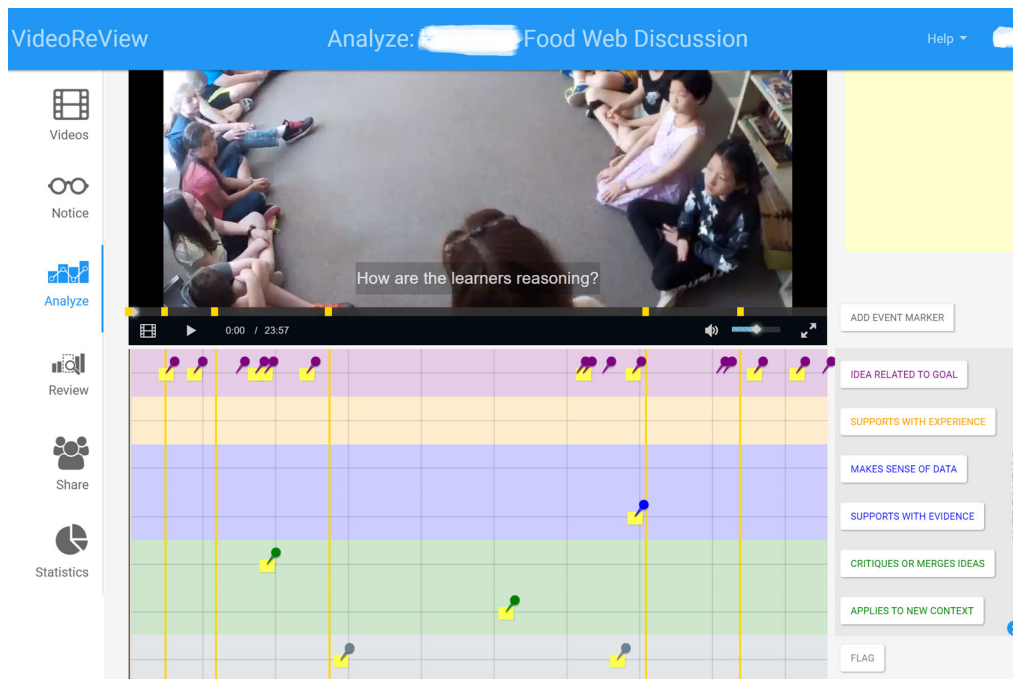 VideoReView
Analyze: Food Web Discussion
Help
Videos
Notice
Analyze
Review
Share
Statistics
How are the learners reasoning?
0:00 / 23:57
ADD EVENT MARKER
IDEA RELATED TO GOAL
SUPPORTS WITH EXPERIENCE
MAKES SENSE OF DATA
SUPPORTS WITH EVIDENCE
CRITIQUES OR MERGES IDEAS
APPLIES TO NEW CONTEXT
FLAG